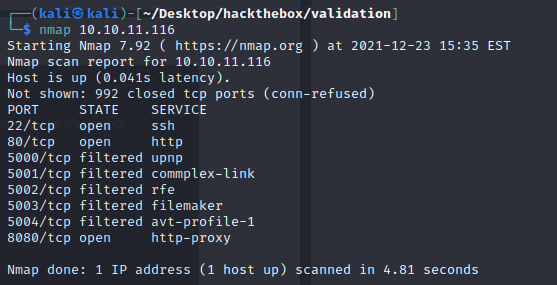 ┌──(kali㉿kali)-[~/Desktop/hackthebox/validation]
└─$ nmap 10.10.11.116
Starting Nmap 7.92 ( https://nmap.org ) at 2021-12-23 15:35 EST
Nmap scan report for 10.10.11.116
Host is up (0.041s latency).
Not shown: 992 closed tcp ports (conn-refused)
PORT     STATE    SERVICE
22/tcp   open     ssh
80/tcp   open     http
5000/tcp filtered upnp
5001/tcp filtered commplex-link
5002/tcp filtered rfe
5003/tcp filtered filemaker
5004/tcp filtered avt-profile-1
8080/tcp open     http-proxy

Nmap done: 1 IP address (1 host up) scanned in 4.81 seconds